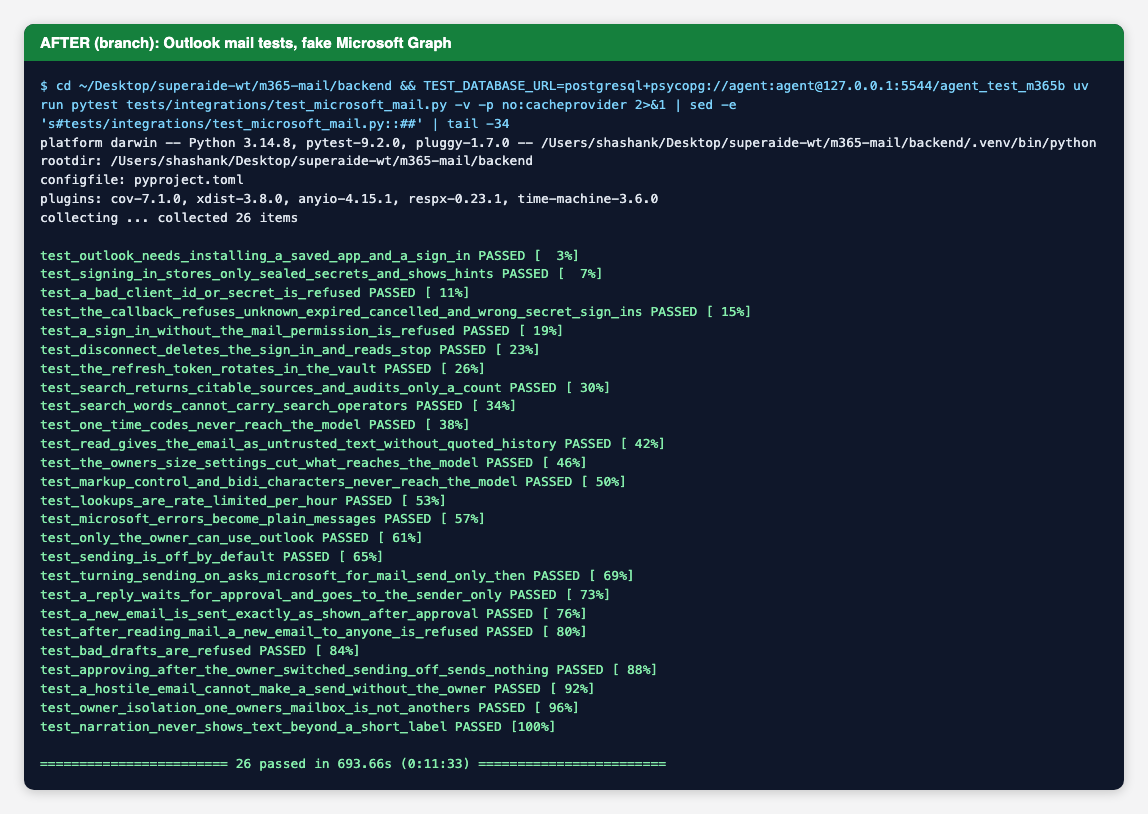 AFTER (branch): Outlook mail tests, fake Microsoft Graph
$ cd ~/Desktop/superaide-wt/m365-mail/backend && TEST_DATABASE_URL=postgresql+psycopg://agent:agent@127.0.0.1:5544/agent_test_m365b uv
run pytest tests/integrations/test_microsoft_mail.py -v -p no:cacheprovider 2>&1 | sed -e
's#tests/integrations/test_microsoft_mail.py::##' | tail -34
platform darwin -- Python 3.14.8, pytest-9.2.0, pluggy-1.7.0 -- /Users/shashank/Desktop/superaide-wt/m365-mail/backend/.venv/bin/python
rootdir: /Users/shashank/Desktop/superaide-wt/m365-mail/backend
configfile: pyproject.toml
plugins: cov-7.1.0, xdist-3.8.0, anyio-4.15.1, respx-0.23.1, time-machine-3.6.0
collecting ... collected 26 items
test_outlook_needs_installing_a_saved_app_and_a_sign_in PASSED [  3%]
test_signing_in_stores_only_sealed_secrets_and_shows_hints PASSED [  7%]
test_a_bad_client_id_or_secret_is_refused PASSED [ 11%]
test_the_callback_refuses_unknown_expired_cancelled_and_wrong_secret_sign_ins PASSED [ 15%]
test_a_sign_in_without_the_mail_permission_is_refused PASSED [ 19%]
test_disconnect_deletes_the_sign_in_and_reads_stop PASSED [ 23%]
test_the_refresh_token_rotates_in_the_vault PASSED [ 26%]
test_search_returns_citable_sources_and_audits_only_a_count PASSED [ 30%]
test_search_words_cannot_carry_search_operators PASSED [ 34%]
test_one_time_codes_never_reach_the_model PASSED [ 38%]
test_read_gives_the_email_as_untrusted_text_without_quoted_history PASSED [ 42%]
test_the_owners_size_settings_cut_what_reaches_the_model PASSED [ 46%]
test_markup_control_and_bidi_characters_never_reach_the_model PASSED [ 50%]
test_lookups_are_rate_limited_per_hour PASSED [ 53%]
test_microsoft_errors_become_plain_messages PASSED [ 57%]
test_only_the_owner_can_use_outlook PASSED [ 61%]
test_sending_is_off_by_default PASSED [ 65%]
test_turning_sending_on_asks_microsoft_for_mail_send_only_then PASSED [ 69%]
test_a_reply_waits_for_approval_and_goes_to_the_sender_only PASSED [ 73%]
test_a_new_email_is_sent_exactly_as_shown_after_approval PASSED [ 76%]
test_after_reading_mail_a_new_email_to_anyone_is_refused PASSED [ 80%]
test_bad_drafts_are_refused PASSED [ 84%]
test_approving_after_the_owner_switched_sending_off_sends_nothing PASSED [ 88%]
test_a_hostile_email_cannot_make_a_send_without_the_owner PASSED [ 92%]
test_owner_isolation_one_owners_mailbox_is_not_anothers PASSED [ 96%]
test_narration_never_shows_text_beyond_a_short_label PASSED [100%]
======================== 26 passed in 693.66s (0:11:33) ========================